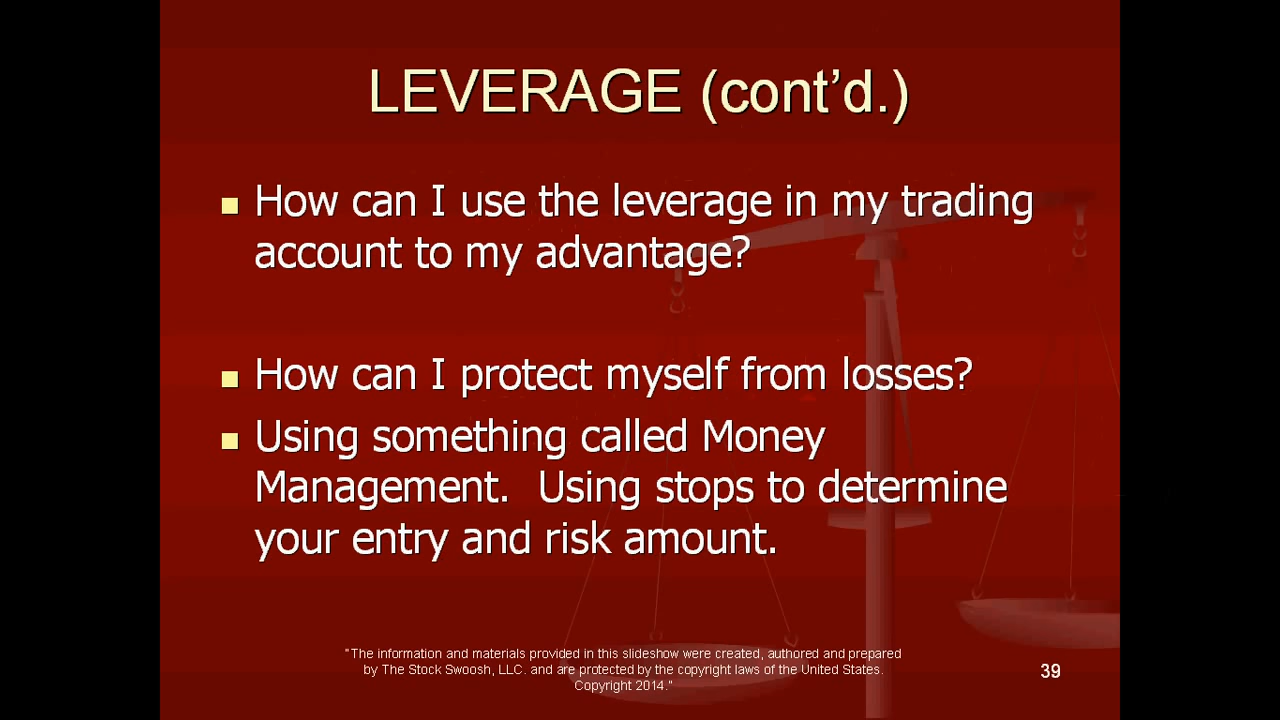 LEVERAGE (cont’d.)
How can I use the leverage in my trading
account to my advantage?
How can I protect myself from losses?
Using something called Money
Management.  Using stops to determine
your entry and risk amount.
"The information and materials provided in this slideshow were created, authored and prepared
by The Stock Swoosh, LLC. and are protected by the copyright laws of the United States.
Copyright 2014."
39